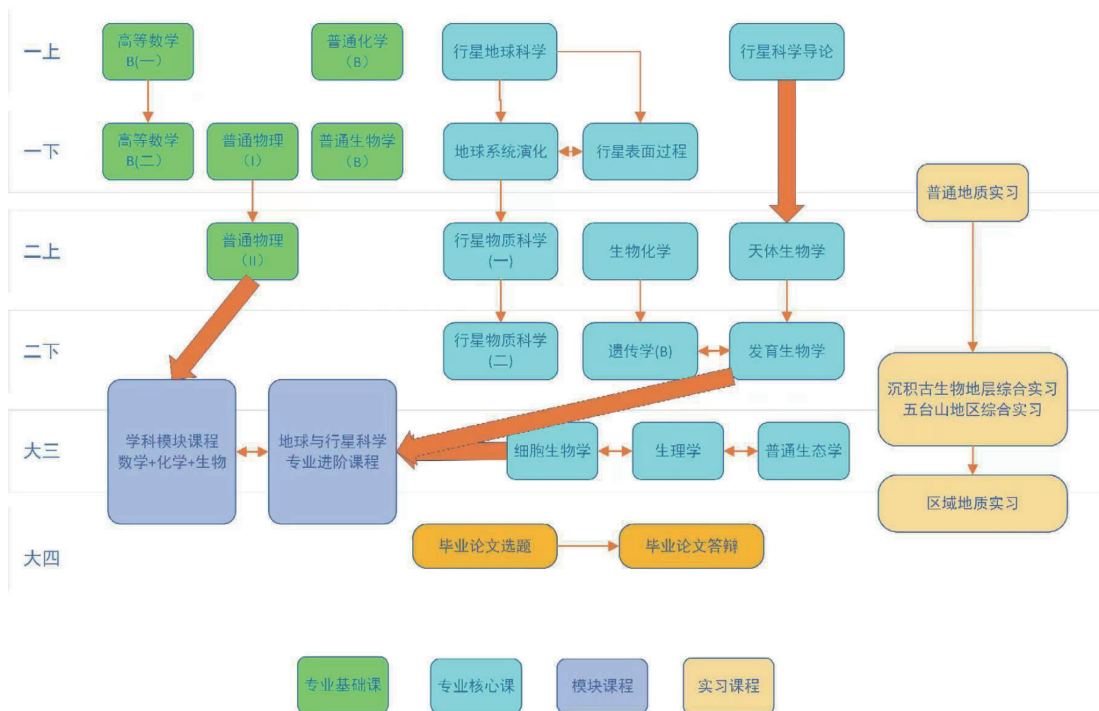 一上
高等数学
B(一)
普通化学
（B）
行星地球科学
行星科学导论
一下
高等数学
B(二)
普通物理
（I）
普通生物学
（B）
地球系统演化
行星表面过程
普通地质实习
二上
普通物理
（II）
行星物质科学
(一)
生物化学
天体生物学
二下
行星物质科学
(二)
遗传学(B)
发育生物学
沉积古生物地层综合实习
五台山地区综合实习
大三
学科模块课程
数学+化学+生物
地球与行星科学
专业进阶课程
细胞生物学
生理学
普通生态学
区域地质实习
大四
毕业论文选题
毕业论文答辩
专业基础课
专业核心课
模块课程
实习课程